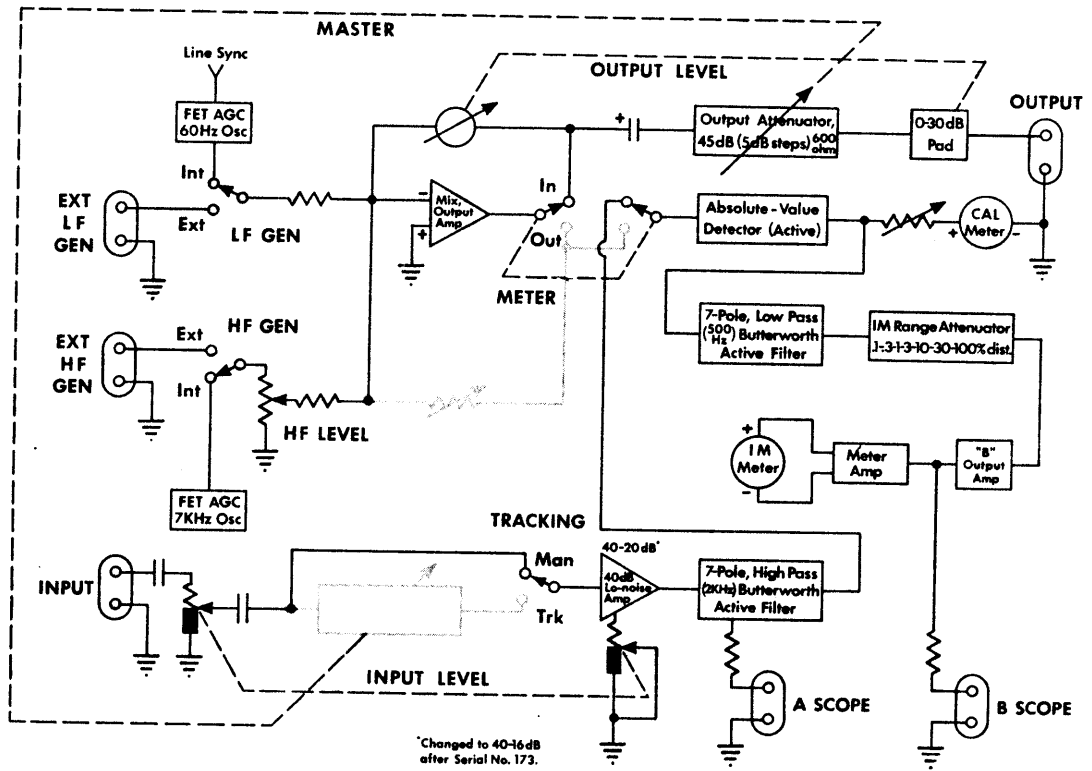 MASTER
Line Sync
FET AGC
60Hz Osc
Int
Ext
EXT
LF
GEN
LF GEN
OUTPUT LEVEL
+
Output Attenuator,
45dB (5dB steps) 600
ohm
0-30dB
Pad
OUTPUT
-
Mix,
Output
Amp
+
In
Out
METER
Absolute-Value
Detector (Active)
+
CAL
Meter
-
EXT
HF
GEN
Ext
Int
HF GEN
HF LEVEL
FET AGC
7KHz Osc
7-Pole, Low Pass
(500
Hz)
Butterworth
Active Filter
IM Range Attenuator
.1-.3-1-3-10-30-100% dist.
+
IM
Meter
-
Meter
Amp
"B"
Output
Amp
TRACKING
INPUT
Man
Trk
40-20dB*
40dB
Lo-noise
Amp
7-Pole, High Pass
(2KHz) Butterworth
Active Filter
INPUT LEVEL
A SCOPE
B SCOPE
*Changed to 40-16dB
after Serial No. 173.